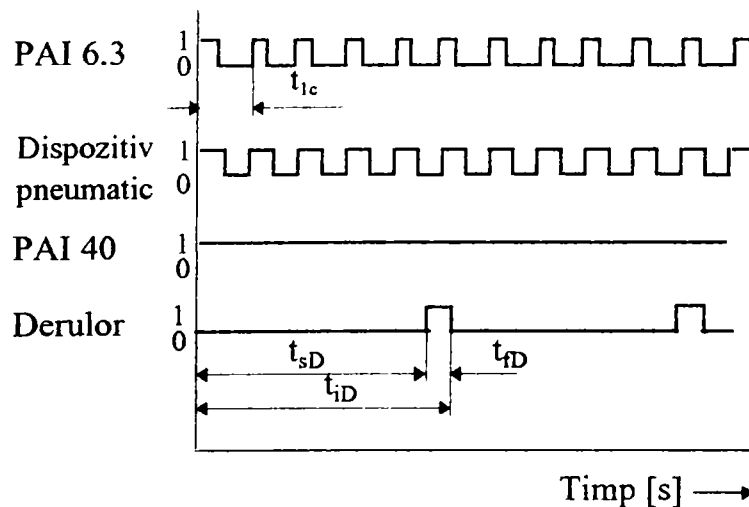 PAI 6.3
1
0
t1c
Dispozitiv
pneumatic
1
0
PAI 40
1
0
Derulor
1
0
tsD
tfD
tiD
Timp [s]